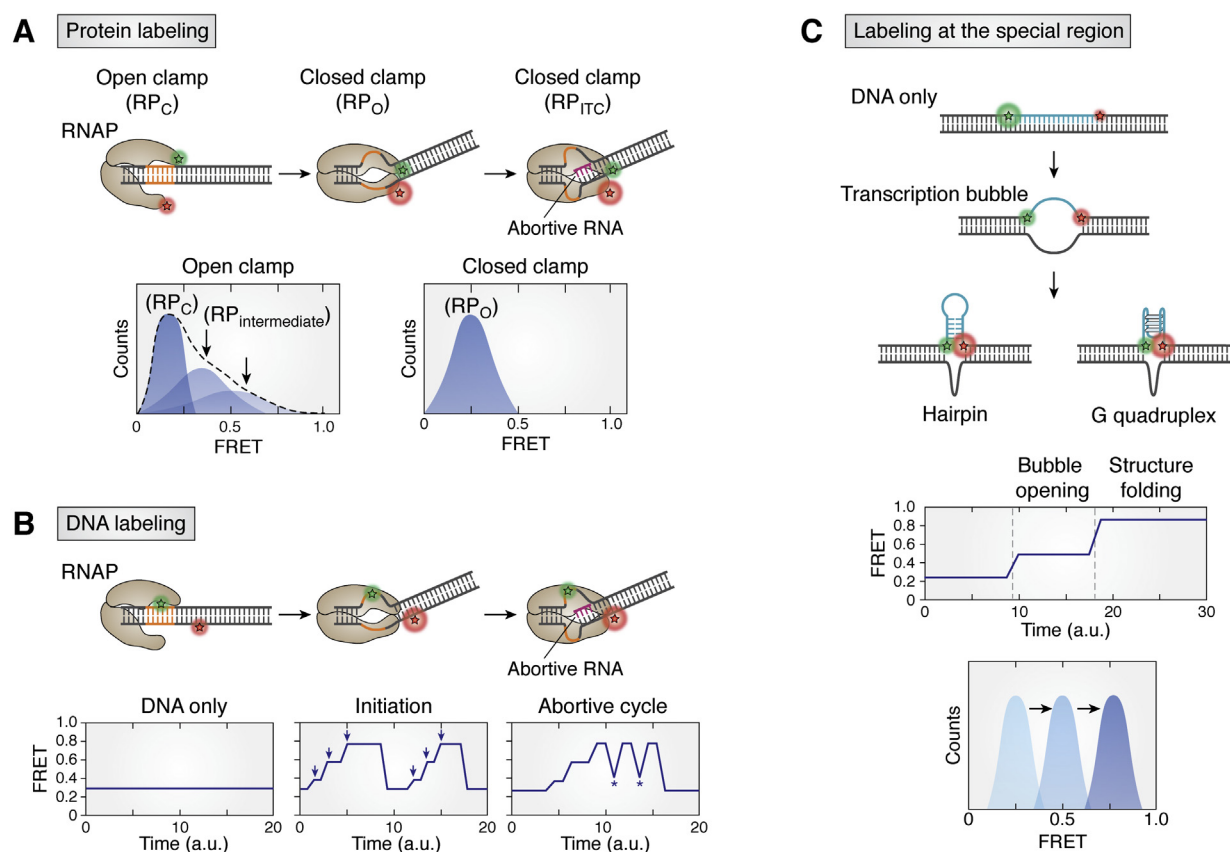 A
Protein labeling
Open clamp
(RPC)
Closed clamp
(RPO)
Closed clamp
(RPITC)
RNAP
Abortive RNA
Open clamp
(RPC)
(RPintermediate)
Counts
0
0.5
1.0
FRET
Closed clamp
(RPO)
Counts
0
0.5
1.0
FRET
B
DNA labeling
RNAP
Abortive RNA
DNA only
FRET
1.0
0.8
0.6
0.4
0.2
0
0
10
20
Time (a.u.)
Initiation
0
10
20
Time (a.u.)
Abortive cycle
*
*
0
10
20
Time (a.u.)
C
Labeling at the special region
DNA only
Transcription bubble
Hairpin
G quadruplex
Bubble
opening
Structure
folding
FRET
1.0
0.8
0.6
0.4
0.2
0
0
10
20
30
Time (a.u.)
Counts
0
0.5
1.0
FRET